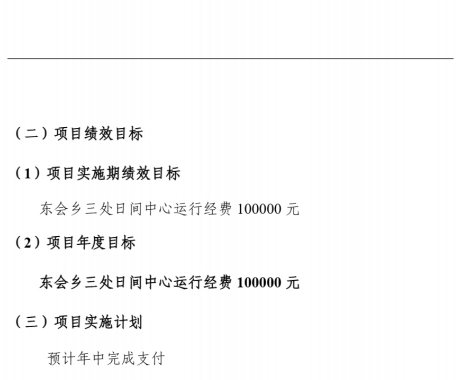 （二）项目绩效目标
（1）项目实施期绩效目标
东会乡三处日间中心运行经费 100000 元
（2）项目年度目标
东会乡三处日间中心运行经费 100000 元
（三）项目实施计划
预计年中完成支付